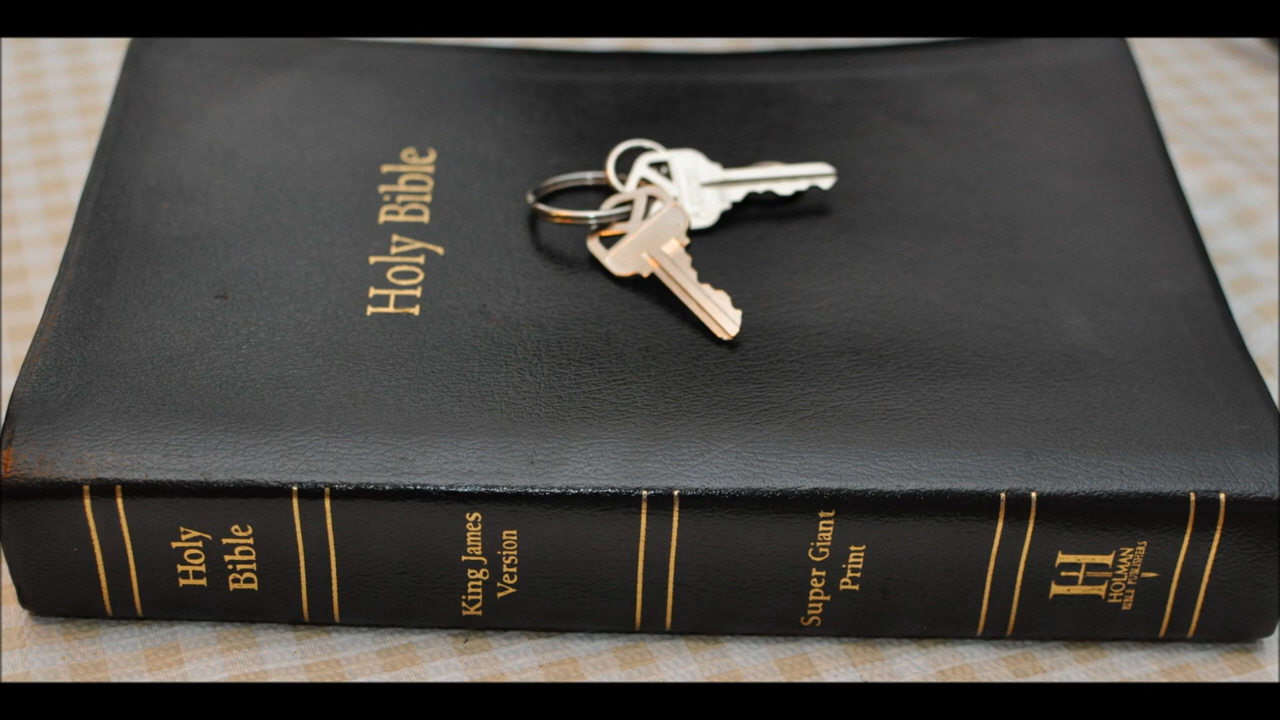 Holy Bible
Holy
Bible
King James
Version
Super Giant
Print
HOLMAN
BIBLE PUBLISHERS